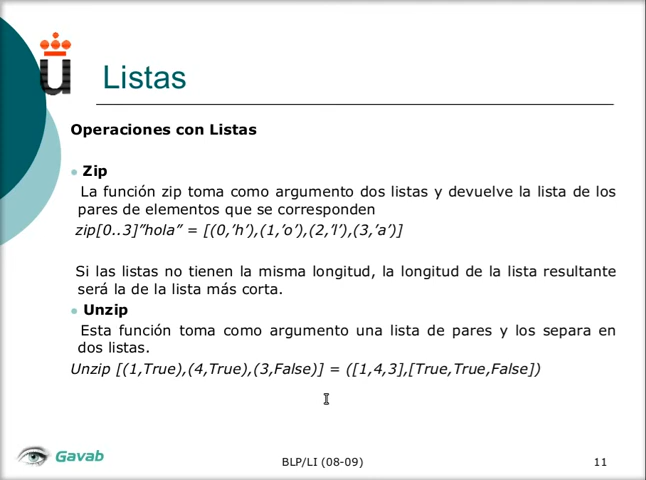 Listas
Operaciones con Listas
Zip
La función zip toma como argumento dos listas y devuelve la lista de los
pares de elementos que se corresponden
zip[0..3]”hola” = [(0,’h’),(1,’o’),(2,’l’),(3,’a’)]
Si las listas no tienen la misma longitud, la longitud de la lista resultante
será la de la lista más corta.
Unzip
Esta función toma como argumento una lista de pares y los separa en
dos listas.
Unzip [(1,True),(4,True),(3,False)] = ([1,4,3],[True,True,False])
Gavab
BLP/LI (08-09)
11